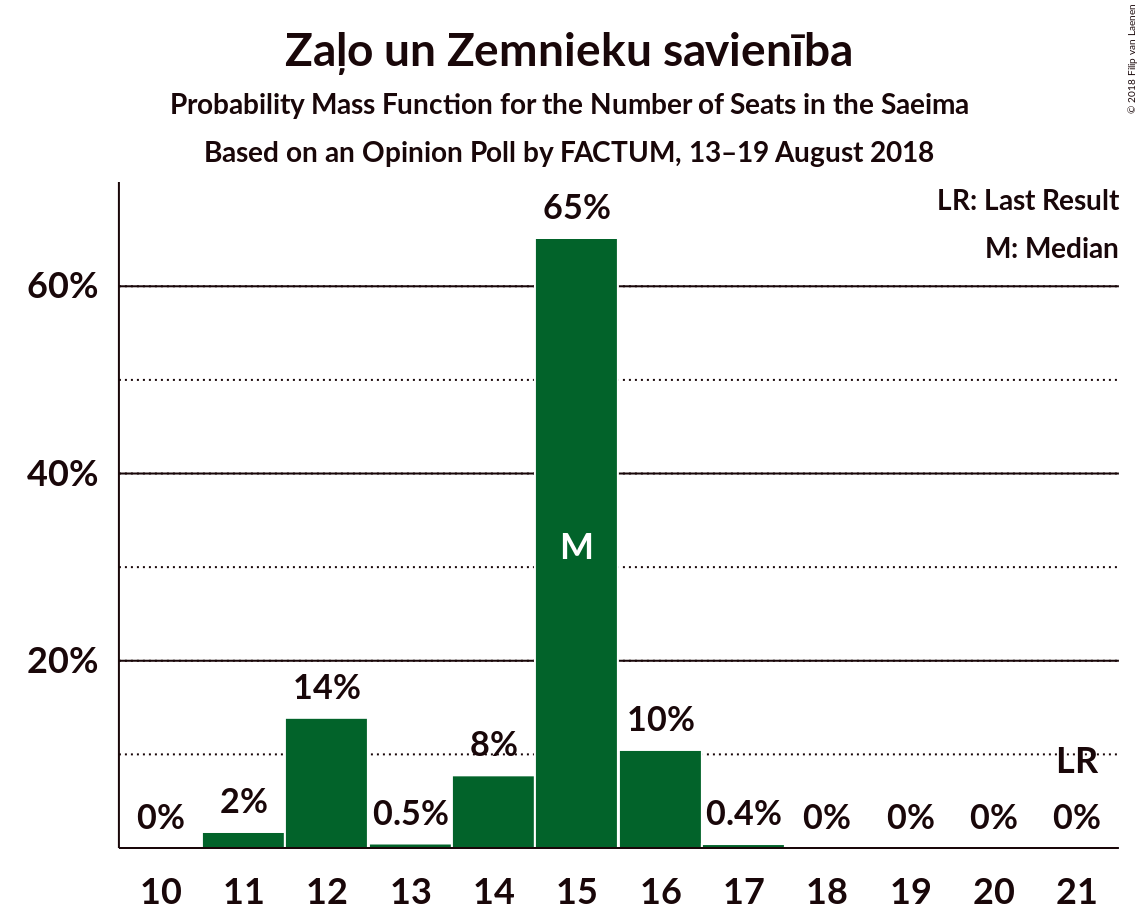 Zaļo un Zemnieku savienība
Probability Mass Function for the Number of Seats in the Saeima
Based on an Opinion Poll by FACTUM, 13–19 August 2018
© 2018 Filip van Laenen
LR: Last Result
M: Median
60%
40%
20%
0%
2%
14%
0.5%
8%
65%
M
10%
0.4%
0%
0%
0%
LR
0%
10 11 12 13 14 15 16 17 18 19 20 21